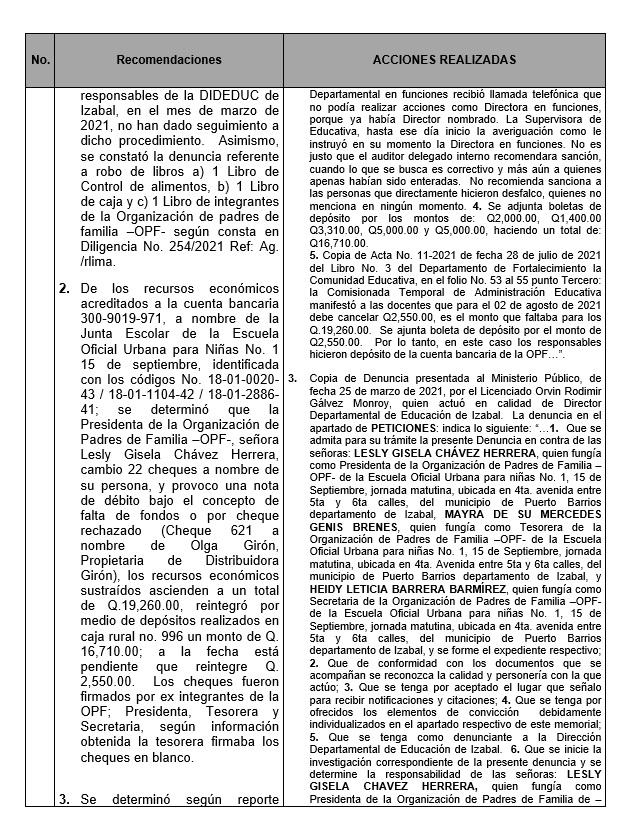 No.
Recomendaciones
ACCIONES REALIZADAS
responsables de la DIDEDUC de
Izabal, en el mes de marzo de
2021, no han dado seguimiento a
dicho procedimiento. Asimismo,
se constató la denuncia referente
a robo de libros a) 1 Libro de
Control de alimentos, b) 1 Libro
de caja y c) 1 Libro de integrantes
de la Organización de padres de
familia –OPF- según consta en
Diligencia No. 254/2021 Ref: Ag.
/rlima.
2. De los recursos económicos
acreditados a la cuenta bancaria
300-9019-971, a nombre de la
Junta Escolar de la Escuela
Oficial Urbana para Niñas No. 1
15 de septiembre, identificada
con los códigos No. 18-01-0020-
43 / 18-01-1104-42 / 18-01-2886-
41; se determinó que la
Presidenta de la Organización de
Padres de Familia –OPF-, señora
Lesly Gisela Chávez Herrera,
cambio 22 cheques a nombre de
su persona, y provoco una nota
de débito bajo el concepto de
falta de fondos o por cheque
rechazado (Cheque 621 a
nombre de Olga Girón,
Propietaria de Distribuidora
Girón), los recursos económicos
sustraídos ascienden a un total
de Q.19,260.00, reintegró por
medio de depósitos realizados en
caja rural no. 996 un monto de Q.
16,710.00; a la fecha está
pendiente que reintegre Q.
2,550.00. Los cheques fueron
firmados por ex integrantes de la
OPF; Presidenta, Tesorera y
Secretaria, según información
obtenida la tesorera firmaba los
cheques en blanco.
3. Se determinó según reporte
Departamental en funciones recibió llamada telefónica que
no podía realizar acciones como Directora en funciones,
porque ya había Director nombrado. La Supervisora de
Educativa, hasta ese día inicio la averiguación como le
instruyó en su momento la Directora en funciones. No es
justo que el auditor delegado interno recomendara sanción,
cuando lo que se busca es correctivo y más aún a quienes
apenas habían sido enteradas. No recomienda sanciona a
las personas que directamente hicieron desfalco, quienes no
menciona en ningún momento. 4. Se adjunta boletas de
depósito por los montos de: Q2,000.00, Q1,400.00
Q3,310.00, Q5,000.00 y Q5,000.00, haciendo un total de:
Q16,710.00.
5. Copia de Acta No. 11-2021 de fecha 28 de julio de 2021
del Libro No. 3 del Departamento de Fortalecimiento la
Comunidad Educativa, en el folio No. 53 al 55 punto Tercero:
la Comisionada Temporal de Administración Educativa
manifestó a las docentes que para el 02 de agosto de 2021
debe cancelar Q2,550.00, es el monto que faltaba para los
Q.19,260.00. Se ajunta boleta de depósito por el monto de
Q2,550.00. Por lo tanto, en este caso los responsables
hicieron depósito de la cuenta bancaria de la OPF…”.
3. Copia de Denuncia presentada al Ministerio Público, de
fecha 25 de marzo de 2021, por el Licenciado Orvin Rodimir
Gálvez Monroy, quien actuó en calidad de Director
Departamental de Educación de Izabal. La denuncia en el
apartado de PETICIONES: indica lo siguiente: “…1. Que se
admita para su trámite la presente Denuncia en contra de las
señoras: LESLY GISELA CHÁVEZ HERRERA, quien fungía
como Presidenta de la Organización de Padres de Familia –
OPF- de la Escuela Oficial Urbana para Niñas No. 1, 15 de
Septiembre, jornada matutina, ubicada en 4ta. avenida entre
5ta y 6ta calles, del municipio de Puerto Barrios
departamento de Izabal, MAYRA DE SU MERCEDES
GENIS BRENES, quien fungía como Tesorera de la
Organización de Padres de Familia –OPF- de la Escuela
Oficial Urbana para niñas No. 1, 15 de Septiembre, jornada
matutina, ubicada en 4ta. Avenida entre 5ta y 6ta calles, del
municipio de Puerto Barrios departamento de Izabal, y
HEIDY LETICIA BARRERA BARMÍREZ, quien fungía como
Secretaria de la Organización de Padres de Familia –OPF-
de la Escuela Oficial Urbana para niñas No. 1, 15 de
Septiembre, jornada matutina, ubicada en 4ta. avenida entre
5ta y 6ta calles, del municipio de Puerto Barrios
departamento de Izabal, y se forme el expediente respectivo;
2. Que de conformidad con los documentos que se
acompañan se reconozca la calidad y personería con la que
actúo; 3. Que se tenga por aceptado el lugar que señalo
para recibir notificaciones y citaciones; 4. Que se tenga por
ofrecidos los elementos de convicción debidamente
individualizados en el apartado respectivo de este memorial;
5. Que se tenga como denunciante a la Dirección
Departamental de Educación de Izabal. 6. Que se inicie la
investigación correspondiente de la presente denuncia y se
determine la responsabilidad de las señoras: LESLY
GISELA CHAVEZ HERRERA, quien fungía como
Presidenta de la Organización de Padres de Familia de –